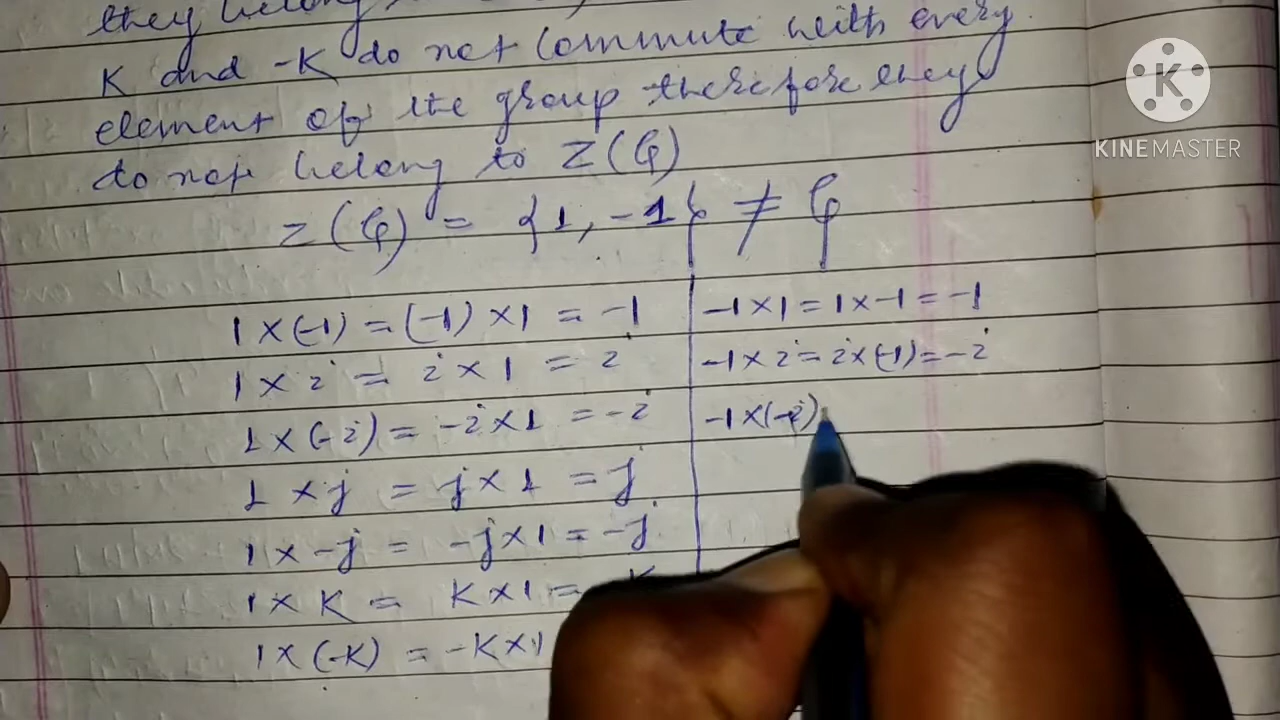 they belong
K and -K do not commute with every
element of the group therefore they
do not belong to Z(G)
Z(G) = {1, -1} ≠ G
1 × (-1) = (-1) × 1 = -1
1 × i = i × 1 = i
1 × (-i) = -i × 1 = -i
1 × j = j × 1 = j
1 × -j = -j × 1 = -j
1 × K = K × 1 = K
1 × (-K) = -K × 1
-1 × 1 = 1 × -1 = -1
-1 × i = i × (-1) = -i
-1 × (-i)
K
KINEMASTER